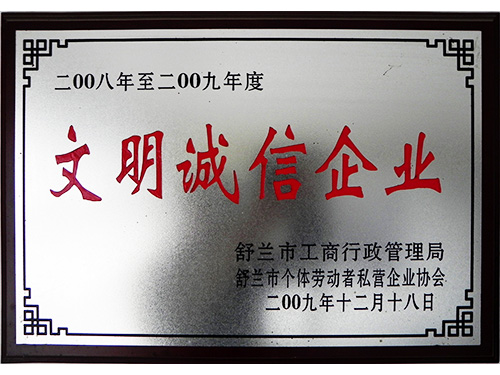 二00八年至二00九年度
文明诚信企业
舒兰市工商行政管理局
舒兰市个体劳动者私营企业协会
二00九年十二月十八日